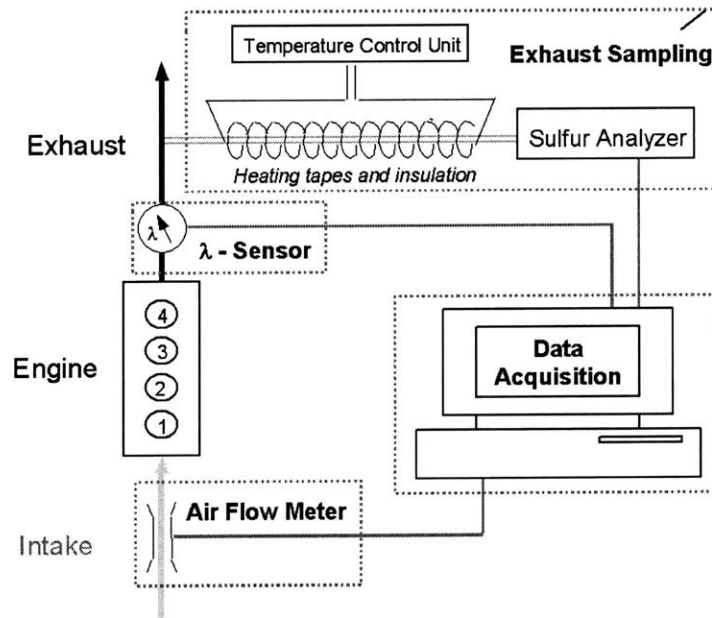 Temperature Control Unit
Exhaust Sampling
Exhaust
Sulfur Analyzer
Heating tapes and insulation
λ
λ - Sensor
4
3
2
1
Engine
Data
Acquisition
Air Flow Meter
Intake